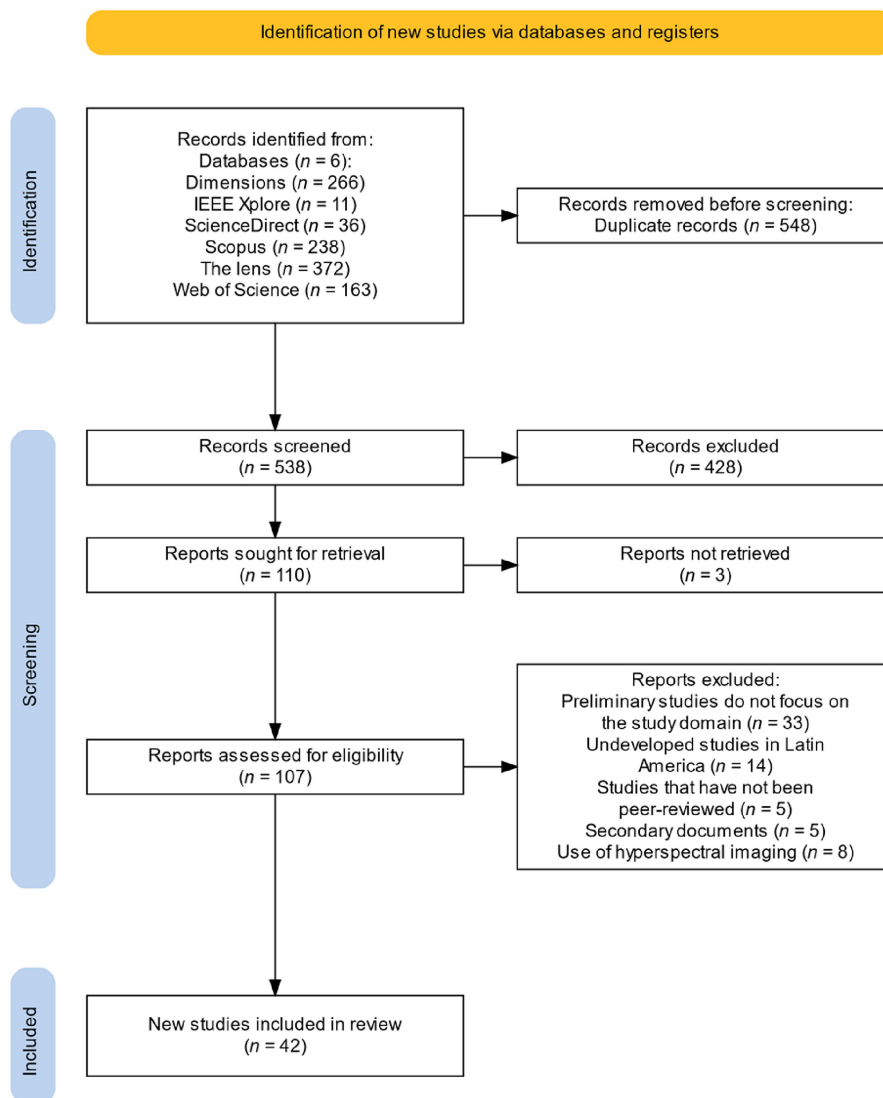 Identification of new studies via databases and registers
Identification
Records identified from:
Databases (n = 6):
Dimensions (n = 266)
IEEE Xplore (n = 11)
ScienceDirect (n = 36)
Scopus (n = 238)
The lens (n = 372)
Web of Science (n = 163)
Records removed before screening:
Duplicate records (n = 548)
Screening
Records screened
(n = 538)
Records excluded
(n = 428)
Reports sought for retrieval
(n = 110)
Reports not retrieved
(n = 3)
Reports assessed for eligibility
(n = 107)
Reports excluded:
Preliminary studies do not focus on
the study domain (n = 33)
Undeveloped studies in Latin
America (n = 14)
Studies that have not been
peer-reviewed (n = 5)
Secondary documents (n = 5)
Use of hyperspectral imaging (n = 8)
Included
New studies included in review
(n = 42)